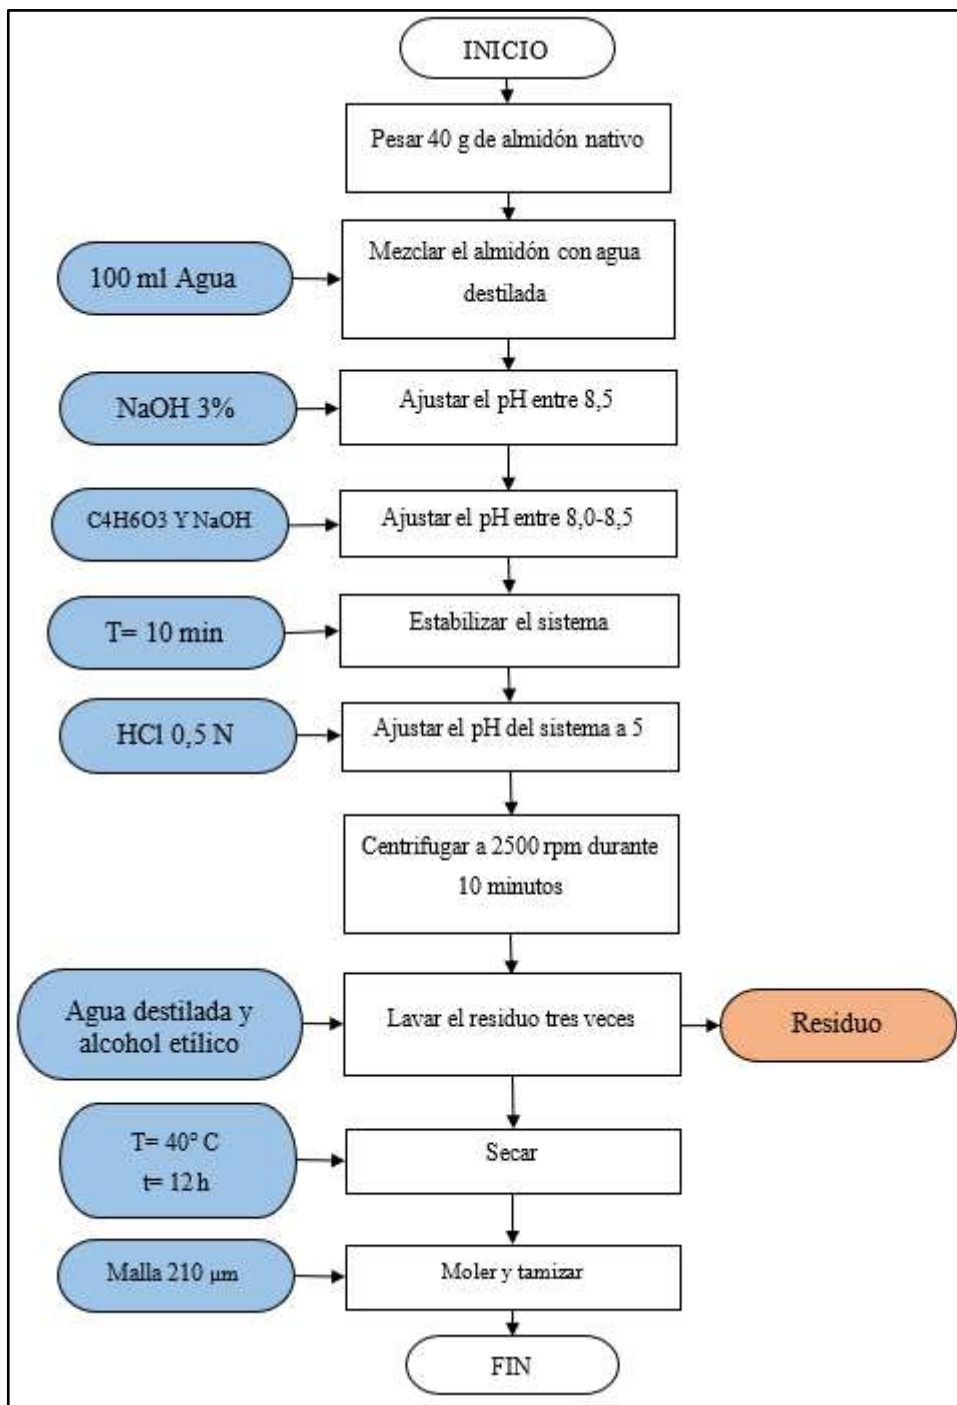 INICIO
Pesar 40 g de almidón nativo
100 ml Agua
Mezclar el almidón con agua
destilada
NaOH 3%
Ajustar el pH entre 8,5
C4H6O3 Y NaOH
Ajustar el pH entre 8,0-8,5
T= 10 min
Estabilizar el sistema
HCl 0,5 N
Ajustar el pH del sistema a 5
Centrifugar a 2500 rpm durante
10 minutos
Agua destilada y
alcohol etílico
Lavar el residuo tres veces
Residuo
T= 40° C
t= 12 h
Secar
Malla 210 µm
Moler y tamizar
FIN